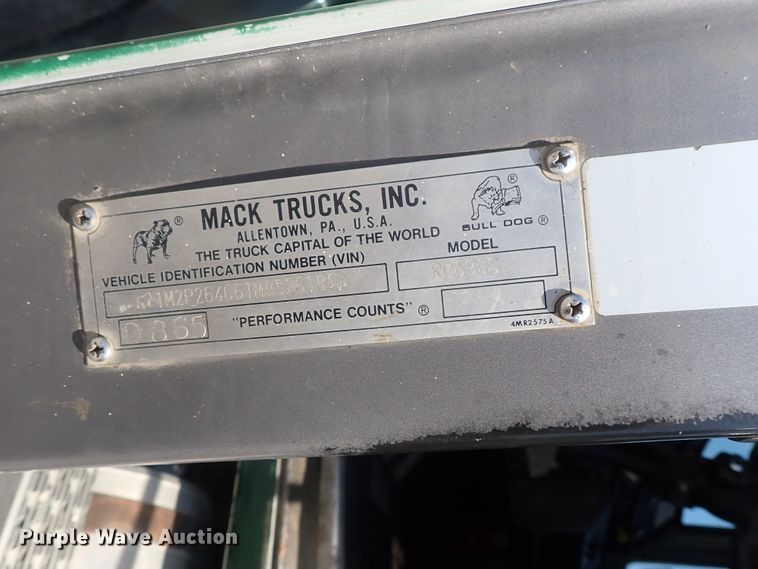 MACK TRUCKS, INC.
ALLENTOWN, PA., U.S.A.
THE TRUCK CAPITAL OF THE WORLD
BULL DOG ®
VEHICLE IDENTIFICATION NUMBER (VIN)
MODEL
D 865
"PERFORMANCE COUNTS" ®
4MR2575A
Purple Wave Auction